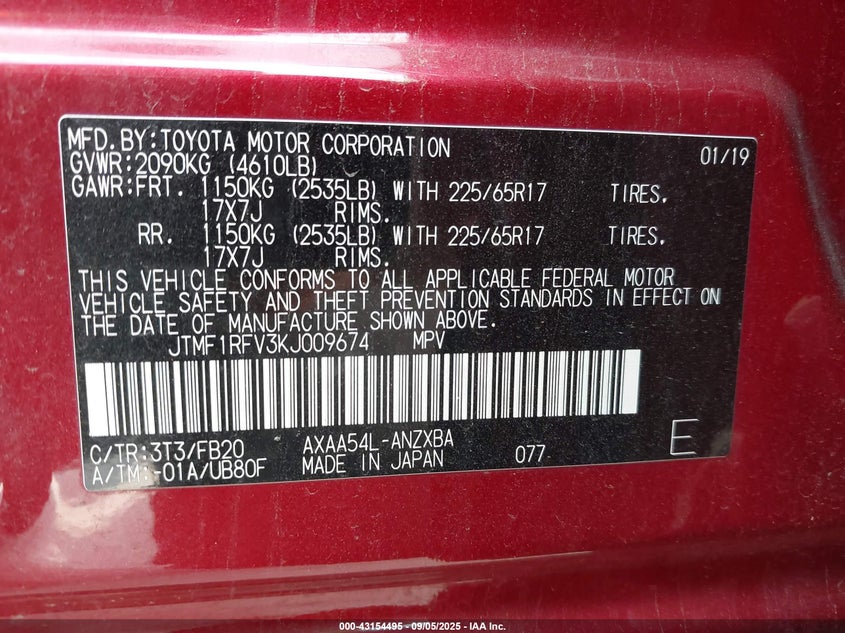 MFD. BY: TOYOTA MOTOR CORPORATION 01/19
GVWR: 2090KG (4610LB)
GAWR: FRT. 1150KG (2535LB) WITH 225/65R17 TIRES.
17X7J RIMS.
RR. 1150KG (2535LB) WITH 225/65R17 TIRES.
17X7J RIMS.
THIS VEHICLE CONFORMS TO ALL APPLICABLE FEDERAL MOTOR
VEHICLE SAFETY AND THEFT PREVENTION STANDARDS IN EFFECT ON
THE DATE OF MANUFACTURE SHOWN ABOVE.
JTMF1RFV3KJ009674 MPV
C/TR: 3T3/FB20 AXAA54L-ANZXBA E
A/TM: -01A/UB80F MADE IN JAPAN 077
000-43154495 - 09/05/2025 - IAA Inc.